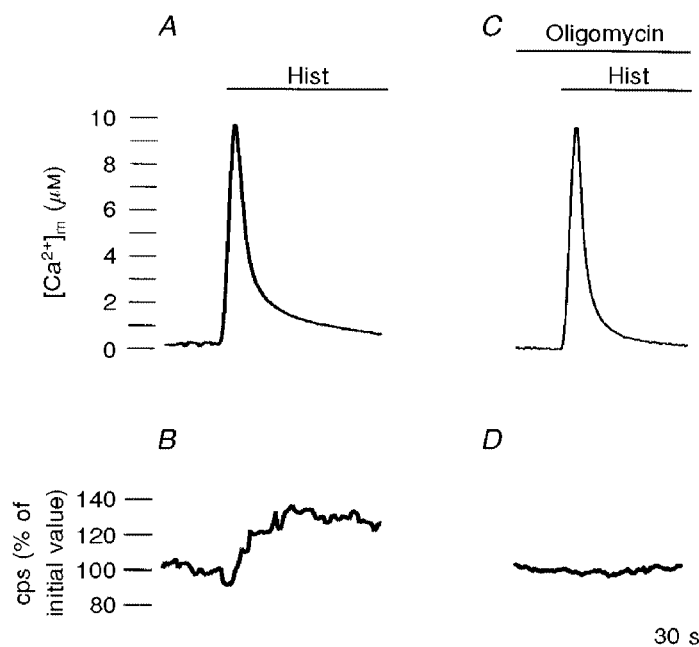 A
C
Oligomycin
Hist
Hist
[Ca²⁺]ₘ (μM)
10
8
6
4
2
0
B
D
cps (% of
initial value)
140
120
100
80
30 s